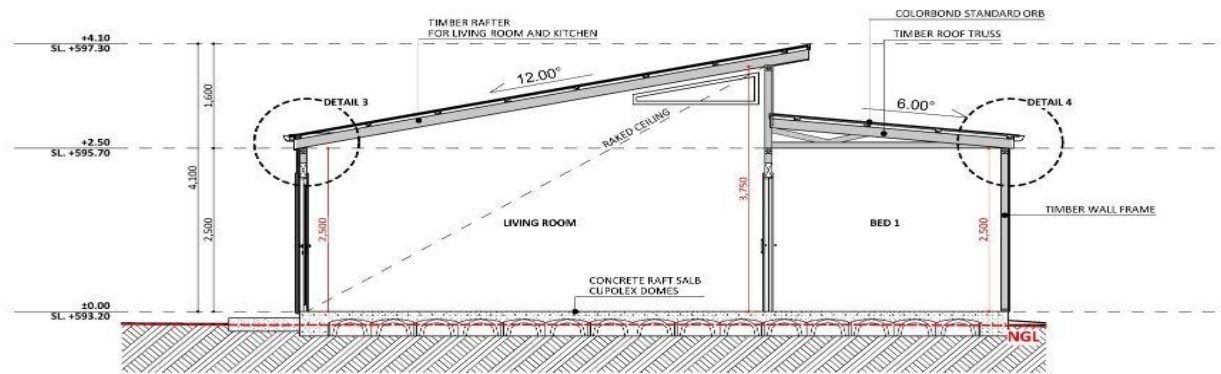 COLORBOND STANDARD ORB
TIMBER RAFTER
FOR LIVING ROOM AND KITCHEN
TIMBER ROOF TRUSS
+4.10
SL. +597.30
12.00°
1,600
DETAIL 3
6.00°
DETAIL 4
+2.50
SL. +595.70
RAKED CEILING
4,100
3,750
2,500
2,500
LIVING ROOM
BED 1
2,500
TIMBER WALL FRAME
CONCRETE RAFT SALB
CUPOLEX DOMES
±0.00
SL. +593.20
NGL